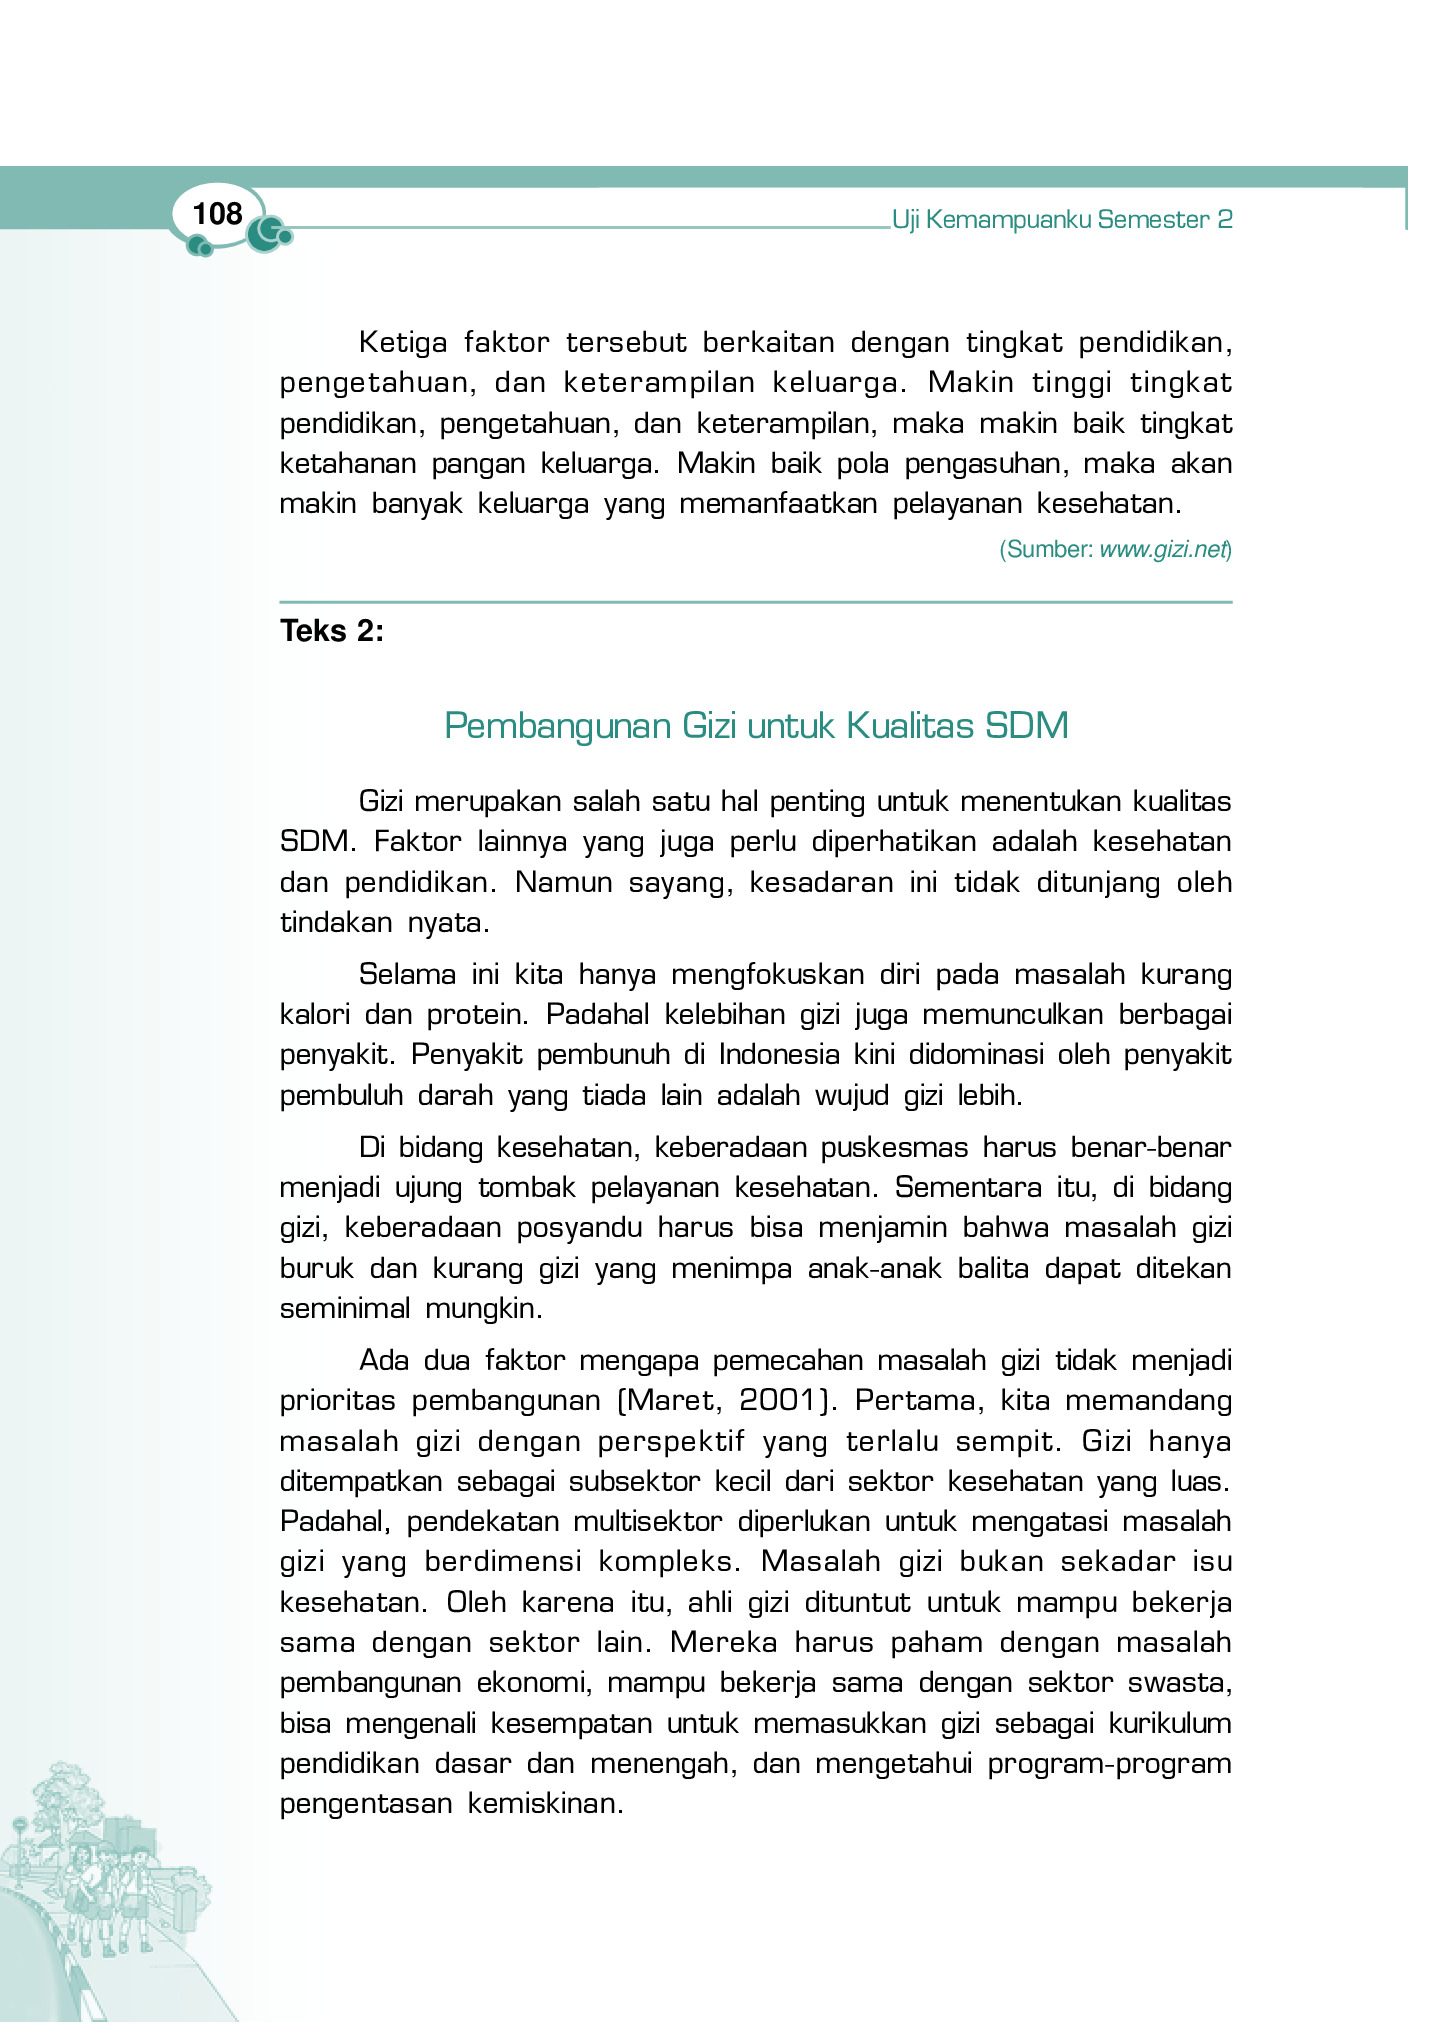 108
Uji Kemampuanku Semester 2
Ketiga faktor tersebut berkaitan dengan tingkat pendidikan,
pengetahuan, dan keterampilan keluarga. Makin tinggi tingkat
pendidikan, pengetahuan, dan keterampilan, maka makin baik tingkat
ketahanan pangan keluarga. Makin baik pola pengasuhan, maka akan
makin banyak keluarga yang memanfaatkan pelayanan kesehatan.
(Sumber: www.gizi.net)
Teks 2:
Pembangunan Gizi untuk Kualitas SDM
Gizi merupakan salah satu hal penting untuk menentukan kualitas
SDM. Faktor lainnya yang juga perlu diperhatikan adalah kesehatan
dan pendidikan. Namun sayang, kesadaran ini tidak ditunjang oleh
tindakan nyata.
Selama ini kita hanya mengfokuskan diri pada masalah kurang
kalori dan protein. Padahal kelebihan gizi juga memunculkan berbagai
penyakit. Penyakit pembunuh di Indonesia kini didominasi oleh penyakit
pembuluh darah yang tiada lain adalah wujud gizi lebih.
Di bidang kesehatan, keberadaan puskesmas harus benar-benar
menjadi ujung tombak pelayanan kesehatan. Sementara itu, di bidang
gizi, keberadaan posyandu harus bisa menjamin bahwa masalah gizi
buruk dan kurang gizi yang menimpa anak-anak balita dapat ditekan
seminimal mungkin.
Ada dua faktor mengapa pemecahan masalah gizi tidak menjadi
prioritas pembangunan (Maret, 2001). Pertama, kita memandang
masalah gizi dengan perspektif yang terlalu sempit. Gizi hanya
ditempatkan sebagai subsektor kecil dari sektor kesehatan yang luas.
Padahal, pendekatan multisektor diperlukan untuk mengatasi masalah
gizi yang berdimensi kompleks. Masalah gizi bukan sekadar isu
kesehatan. Oleh karena itu, ahli gizi dituntut untuk mampu bekerja
sama dengan sektor lain. Mereka harus paham dengan masalah
pembangunan ekonomi, mampu bekerja sama dengan sektor swasta,
bisa mengenali kesempatan untuk memasukkan gizi sebagai kurikulum
pendidikan dasar dan menengah, dan mengetahui program-program
pengentasan kemiskinan.